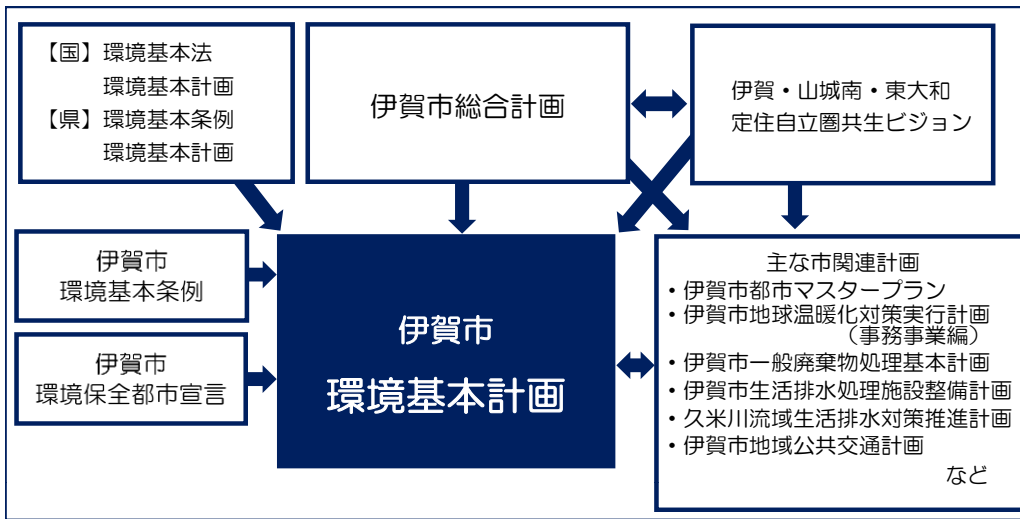 【国】環境基本法
環境基本計画
【県】環境基本条例
環境基本計画
伊賀市総合計画
伊賀・山城南・東大和
定住自立圏共生ビジョン
伊賀市
環境基本条例
伊賀市
環境保全都市宣言
伊賀市
環境基本計画
主な市関連計画
・伊賀市都市マスタープラン
・伊賀市地球温暖化対策実行計画
（事務事業編）
・伊賀市一般廃棄物処理基本計画
・伊賀市生活排水処理施設整備計画
・久米川流域生活排水対策推進計画
・伊賀市地域公共交通計画
など